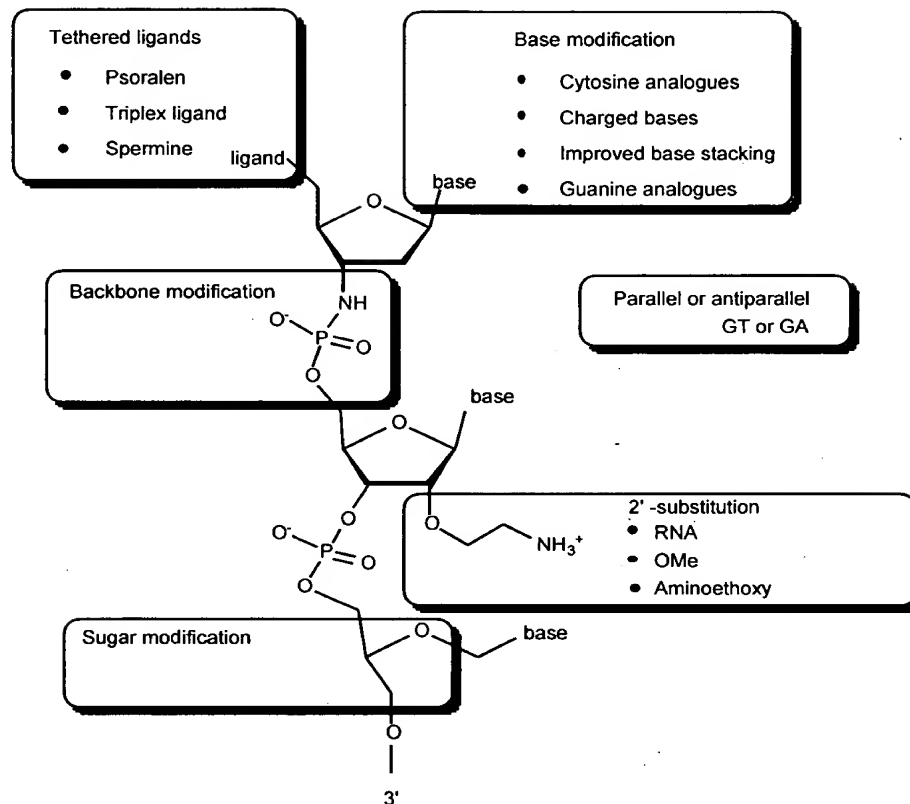 Tethered ligands
Psoralen
Triplex ligand
Spermine
ligand
Base modification
Cytosine analogues
Charged bases
Improved base stacking
Guanine analogues
base
O
Backbone modification
NH
O-
P
O
O
Parallel or antiparallel
GT or GA
base
O
O
O-
P
O
O
2' -substitution
RNA
OMe
Aminoethoxy
O
NH3+
Sugar modification
O
base
O
3'